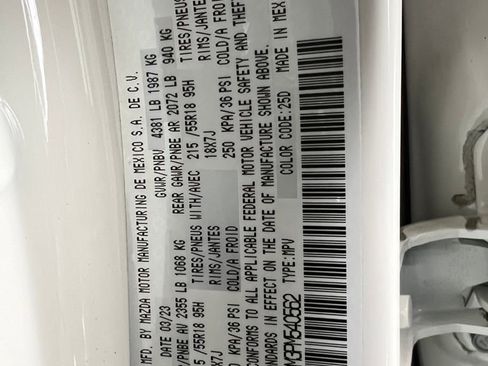 MFD. BY MAZDA MOTOR MANUFACTURING DE MEXICO S.A. DE C.V.
DATE 03/23 GVWR/PNBV 4381 LB 1987 KG
/PNBE AV 2355 LB 1068 KG REAR GAWR/PNBE AR 2072 LB 940 KG
TIRES/PNEUS WITH/AVEC TIRES/PNEUS
5 /55R18 95H 215 /55R18 95H
RIMS/JANTES RIMS/JANTES
X7J 18X7J
COLD/A FROID COLD/A FROID
KPA/36 PSI 250 KPA/36 PSI
CONFORMS TO ALL APPLICABLE FEDERAL MOTOR VEHICLE SAFETY AND THEFT
STANDARDS IN EFFECT ON THE DATE OF MANUFACTURE SHOWN ABOVE.
TYPE:MPV COLOR CODE:25D MADE IN MEX
PM540552